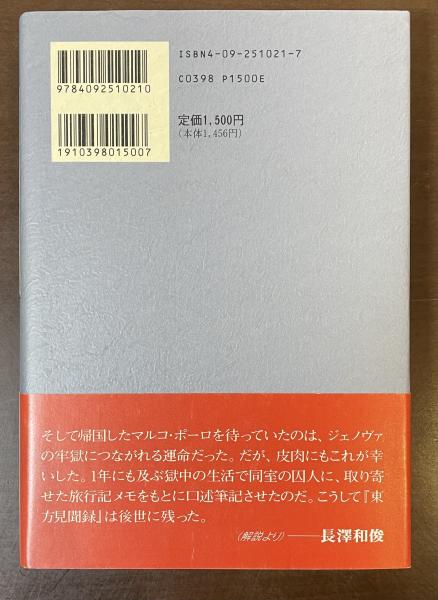 ISBN4-09-251021-7
C0398 P1500E
9784092510210
定価1,500円
(本体1,456円)
1910398015007
そして帰国したマルコ・ポーロを待っていたのは、ジェノヴァ
の牢獄につながれる運命だった。だが、皮肉にもこれが幸
いした。1年にも及ぶ獄中の生活で同室の囚人に、取り寄
せた旅行記メモをもとに口述筆記させたのだ。こうして『東
方見聞録』は後世に残った。
(解説より)——長澤和俊